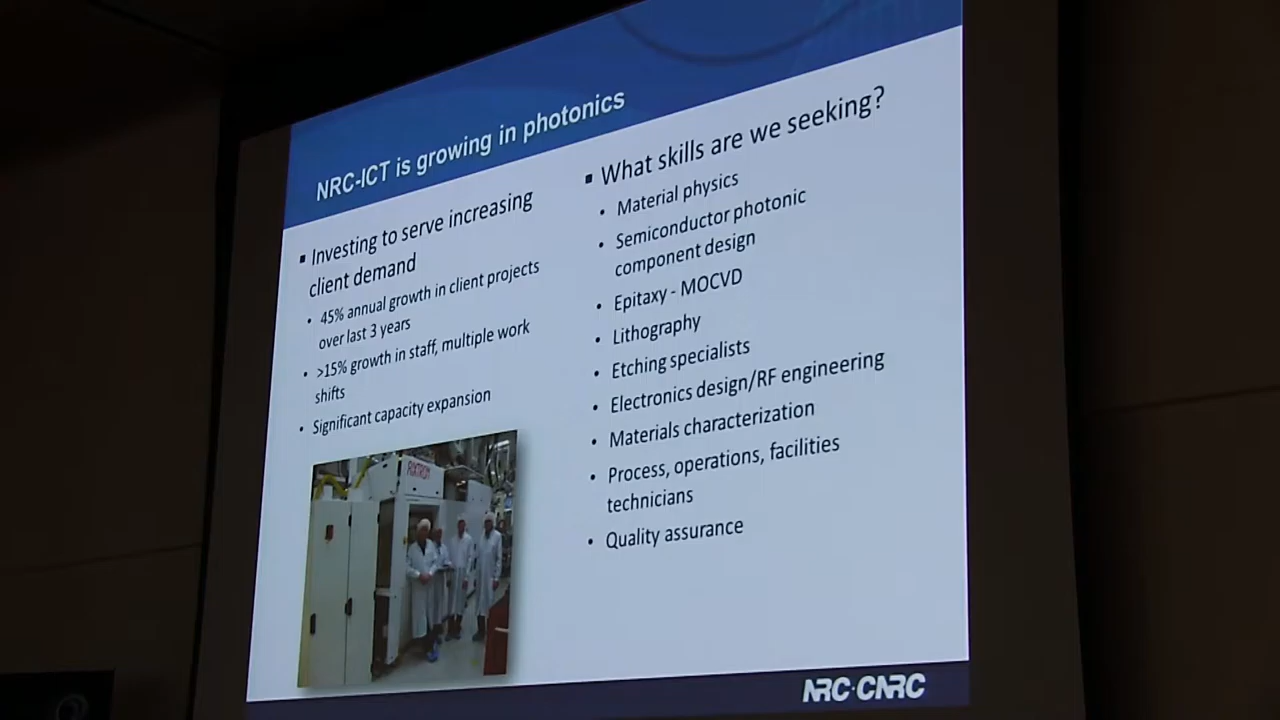 NRC-ICT is growing in photonics
▪ Investing to serve increasing
client demand
• 45% annual growth in client projects
over last 3 years
• >15% growth in staff, multiple work
shifts
• Significant capacity expansion
▪ What skills are we seeking?
• Material physics
• Semiconductor photonic
component design
• Epitaxy - MOCVD
• Lithography
• Etching specialists
• Electronics design/RF engineering
• Materials characterization
• Process, operations, facilities
technicians
• Quality assurance
NRC·CNRC